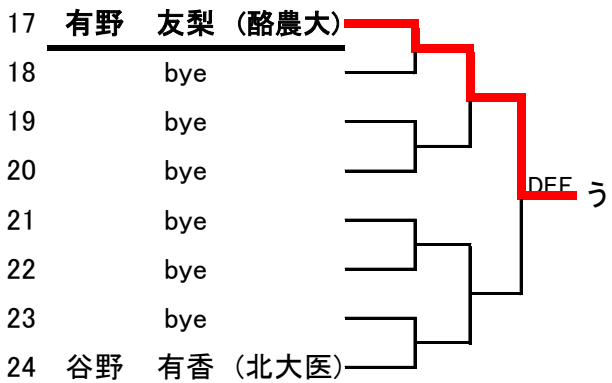 17 有野 友梨 (酪農大)
18 bye
19 bye
20 bye
DEF う
21 bye
22 bye
23 bye
24 谷野 有香 (北大医)